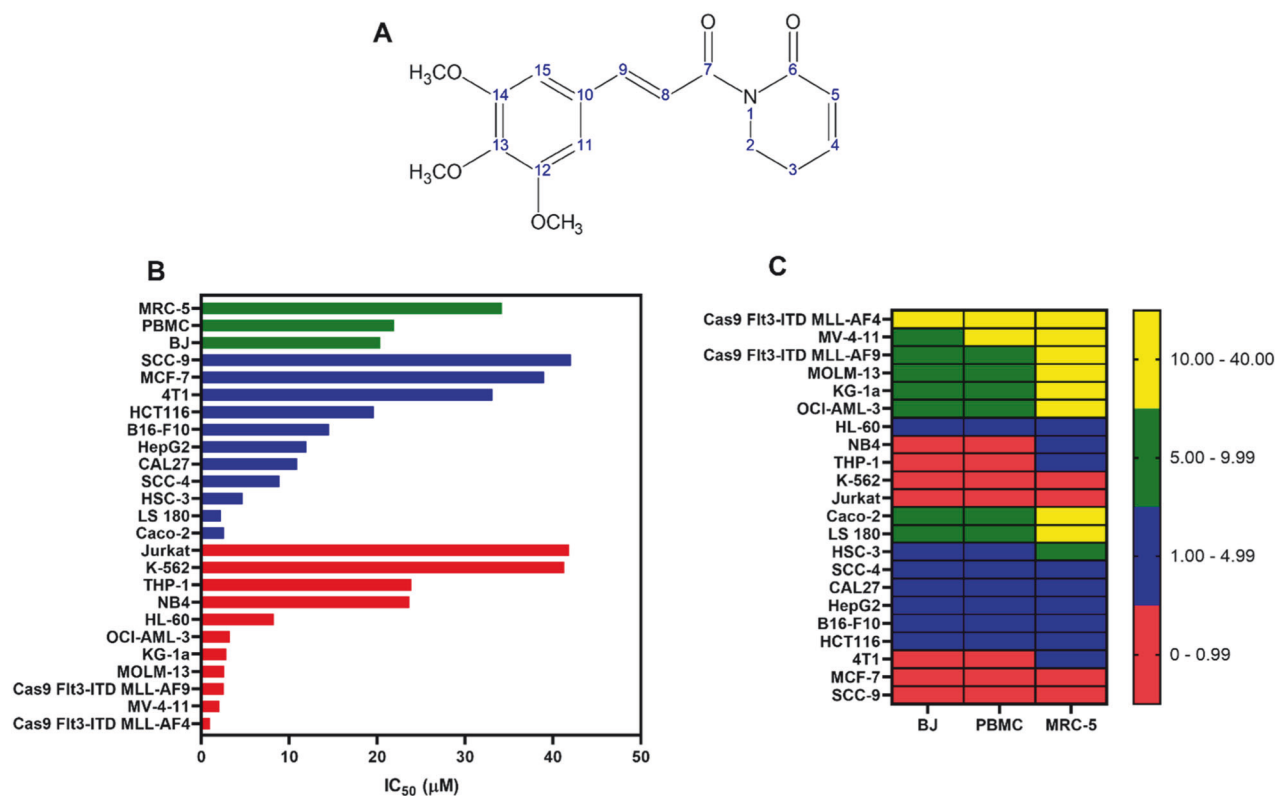 A
O
O
H₃CO
15
9
7
6
14
10
8
N
5
1
13
11
2
4
H₃CO
12
3
OCH₃
B
MRC-5
PBMC
BJ
SCC-9
MCF-7
4T1
HCT116
B16-F10
HepG2
CAL27
SCC-4
HSC-3
LS 180
Caco-2
Jurkat
K-562
THP-1
NB4
HL-60
OCI-AML-3
KG-1a
MOLM-13
Cas9 Flt3-ITD MLL-AF9
MV-4-11
Cas9 Flt3-ITD MLL-AF4
0 10 20 30 40 50
IC₅₀ (μM)
C
Cas9 Flt3-ITD MLL-AF4
MV-4-11
Cas9 Flt3-ITD MLL-AF9
MOLM-13
KG-1a
OCI-AML-3
HL-60
NB4
THP-1
K-562
Jurkat
Caco-2
LS 180
HSC-3
SCC-4
CAL27
HepG2
B16-F10
HCT116
4T1
MCF-7
SCC-9
BJ PBMC MRC-5
10.00 - 40.00
5.00 - 9.99
1.00 - 4.99
0 - 0.99